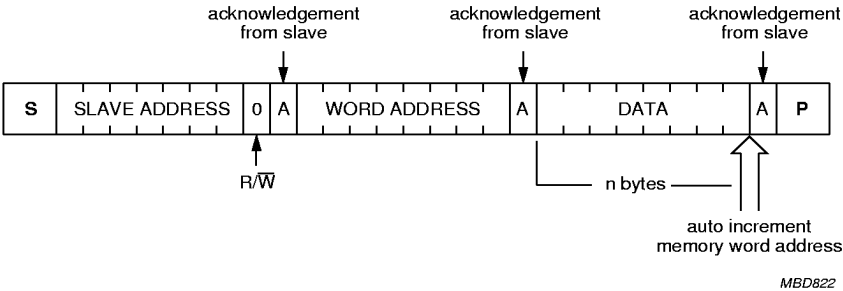 acknowledgement acknowledgement acknowledgement
from slave from slave from slave
S SLAVE ADDRESS 0 A WORD ADDRESS A DATA A P
R/W̅
n bytes
auto increment
memory word address
MBD822